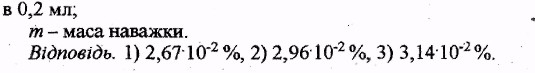 в 0,2 мл;
m – маса наважки.
Відповідь. 1) 2,67·10⁻² %, 2) 2,96·10⁻² %, 3) 3,14·10⁻² %.